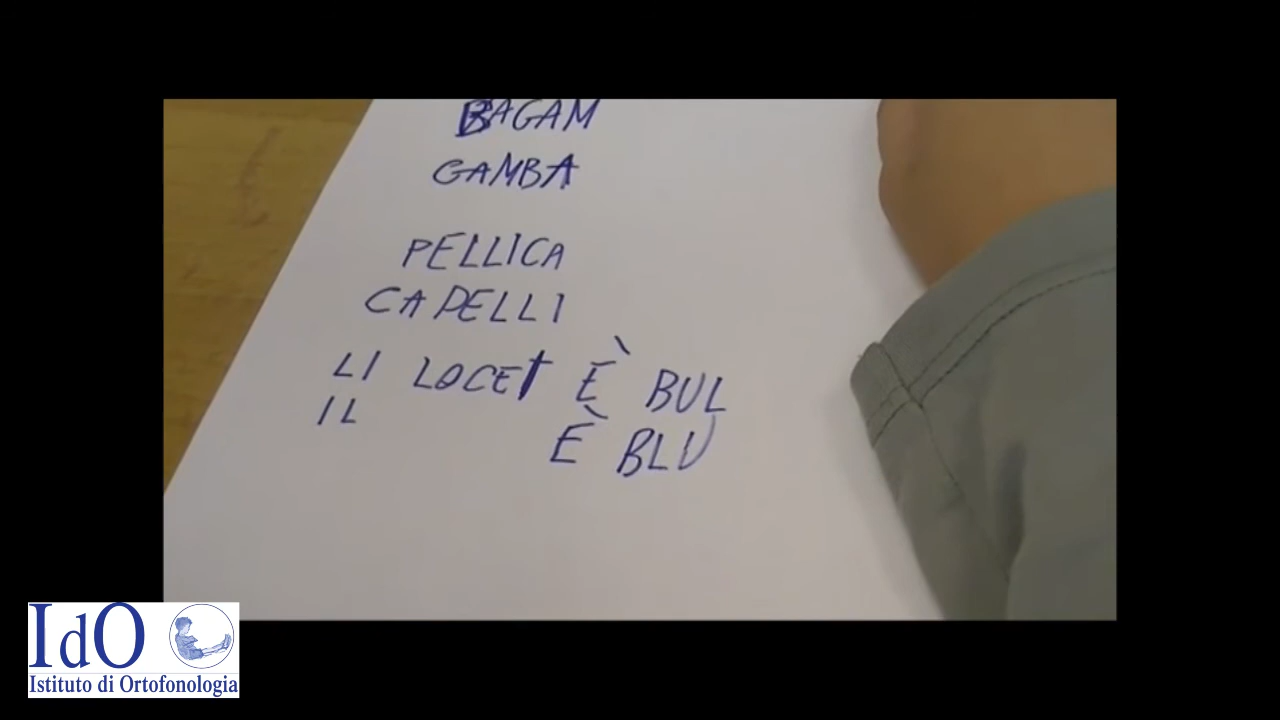 BAGAM
GAMBA
PELLICA
CAPELLI
LI LOCET È BUL
IL È BLU
IdO
Istituto di Ortofonologia